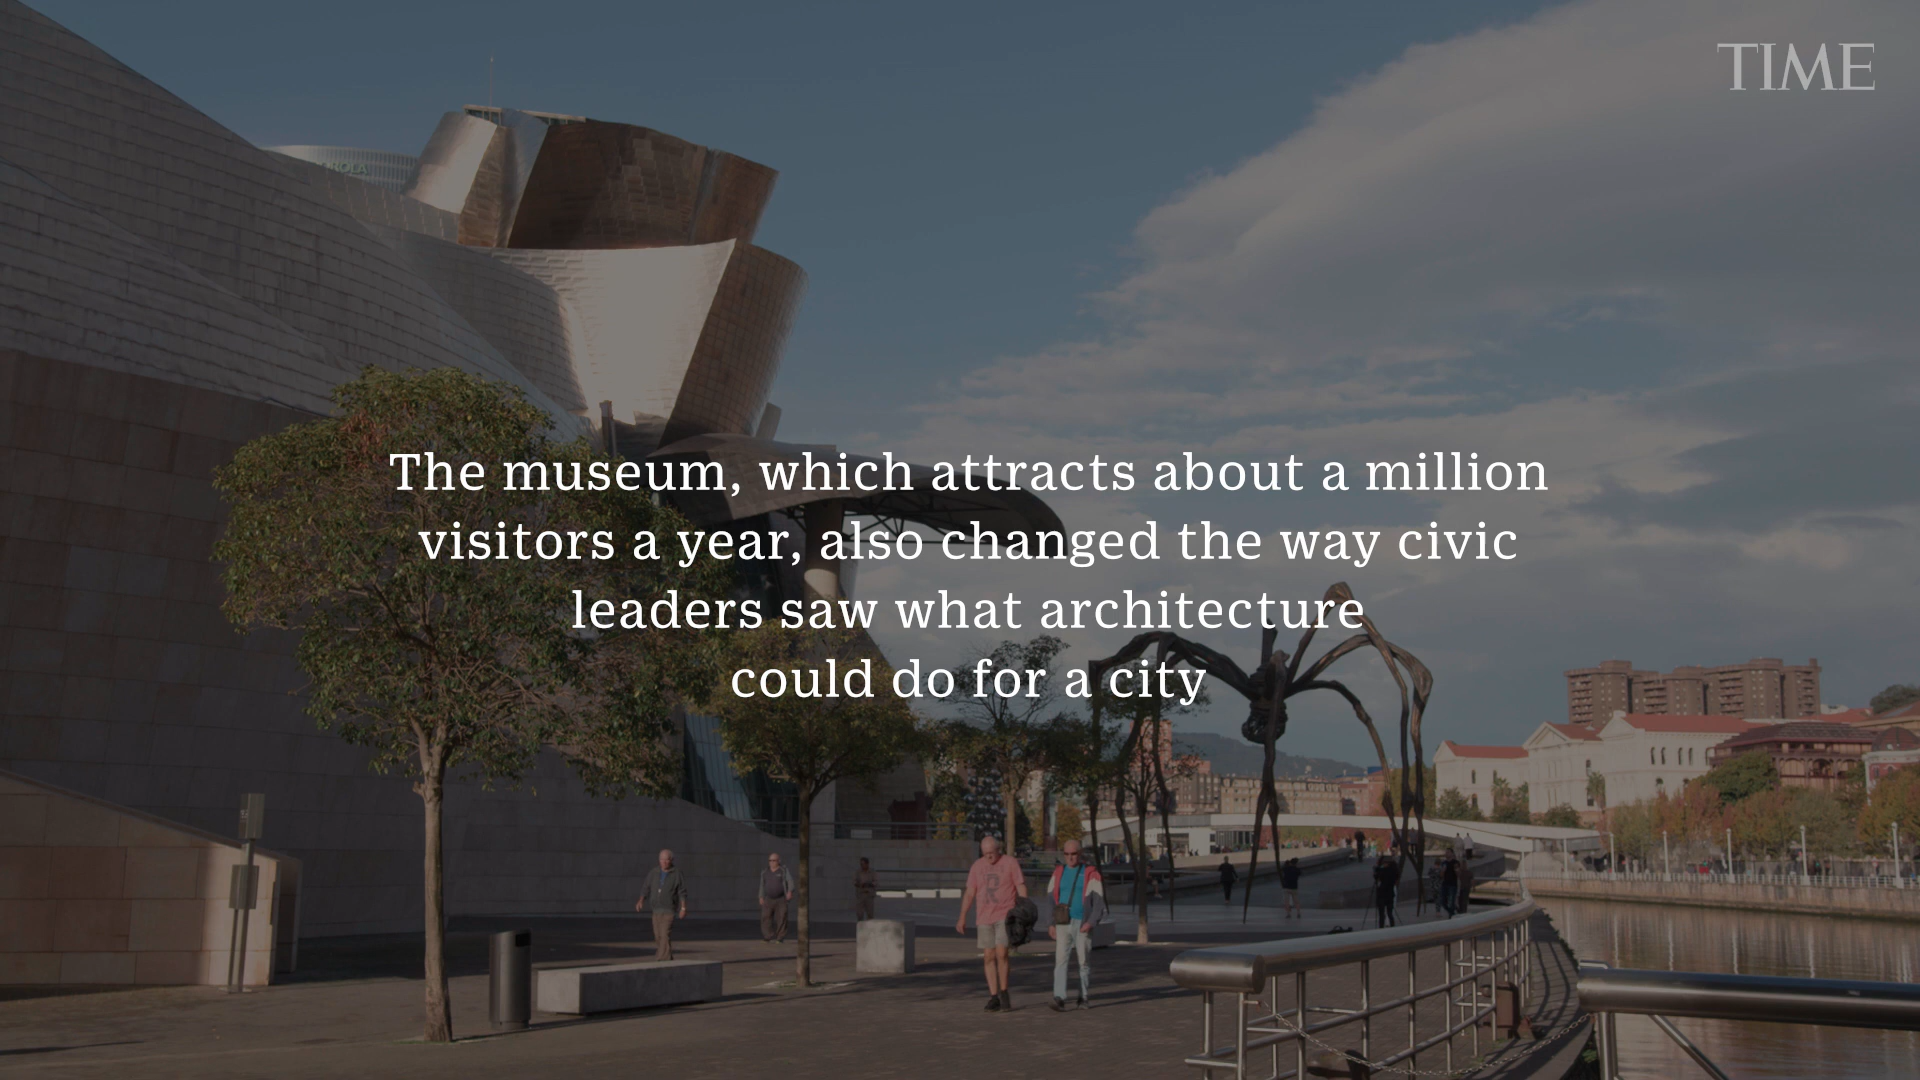 TIME
The museum, which attracts about a million
visitors a year, also changed the way civic
leaders saw what architecture
could do for a city